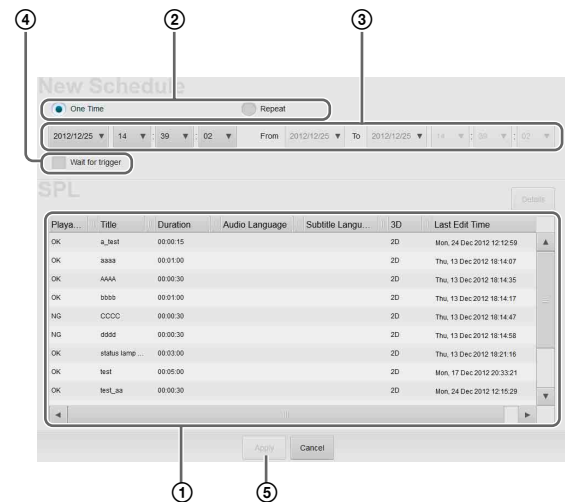 ④ ② ③
New Schedule
One Time Repeat
2012/12/25 ▼ 14 ▼ : 39 ▼ : 02 ▼ From 2012/12/25 ▼ To 2012/12/25 ▼ 14 ▼ : 39 ▼ : 02 ▼
Wait for trigger
SPL
Details
Playa... Title Duration Audio Language Subtitle Langu... 3D Last Edit Time
OK a_test 00:00:15 2D Mon, 24 Dec 2012 12:12:59
OK aaaa 00:01:00 2D Thu, 13 Dec 2012 18:14:07
OK AAAA 00:00:30 2D Thu, 13 Dec 2012 18:14:35
OK bbbb 00:01:00 2D Thu, 13 Dec 2012 18:14:17
NG CCCC 00:00:30 2D Thu, 13 Dec 2012 18:14:47
NG dddd 00:00:30 2D Thu, 13 Dec 2012 18:14:58
OK status lamp ... 00:03:00 2D Thu, 13 Dec 2012 18:21:16
OK test 00:05:00 2D Mon, 17 Dec 2012 20:33:21
OK test_aa 00:00:30 2D Mon, 24 Dec 2012 12:15:29
Apply Cancel
① ⑤